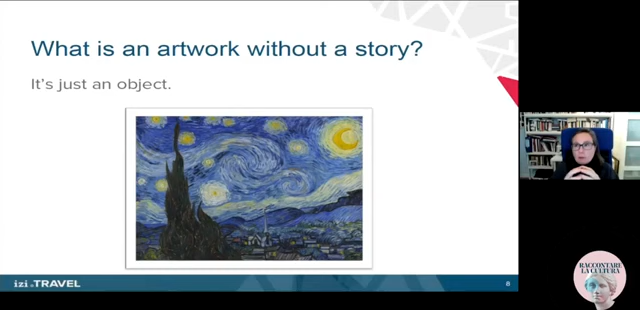 What is an artwork without a story?
It's just an object.
izi.TRAVEL
8
RACCONTARE
LA CULTURA